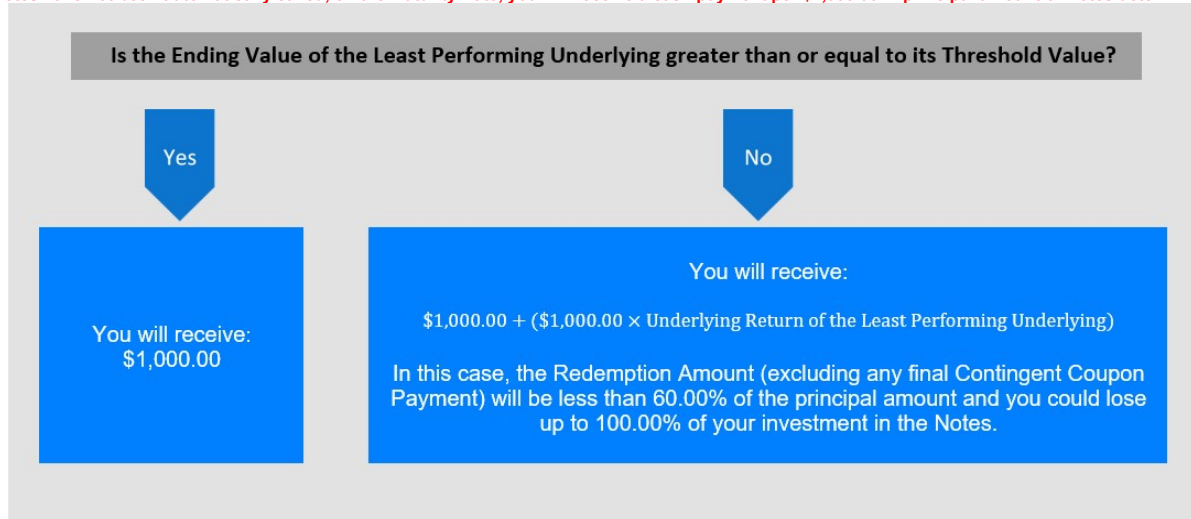 Is the Ending Value of the Least Performing Underlying greater than or equal to its Threshold Value?
Yes
No
You will receive:
$1,000.00
You will receive:
$1,000.00 + ($1,000.00 × Underlying Return of the Least Performing Underlying)
In this case, the Redemption Amount (excluding any final Contingent Coupon
Payment) will be less than 60.00% of the principal amount and you could lose
up to 100.00% of your investment in the Notes.